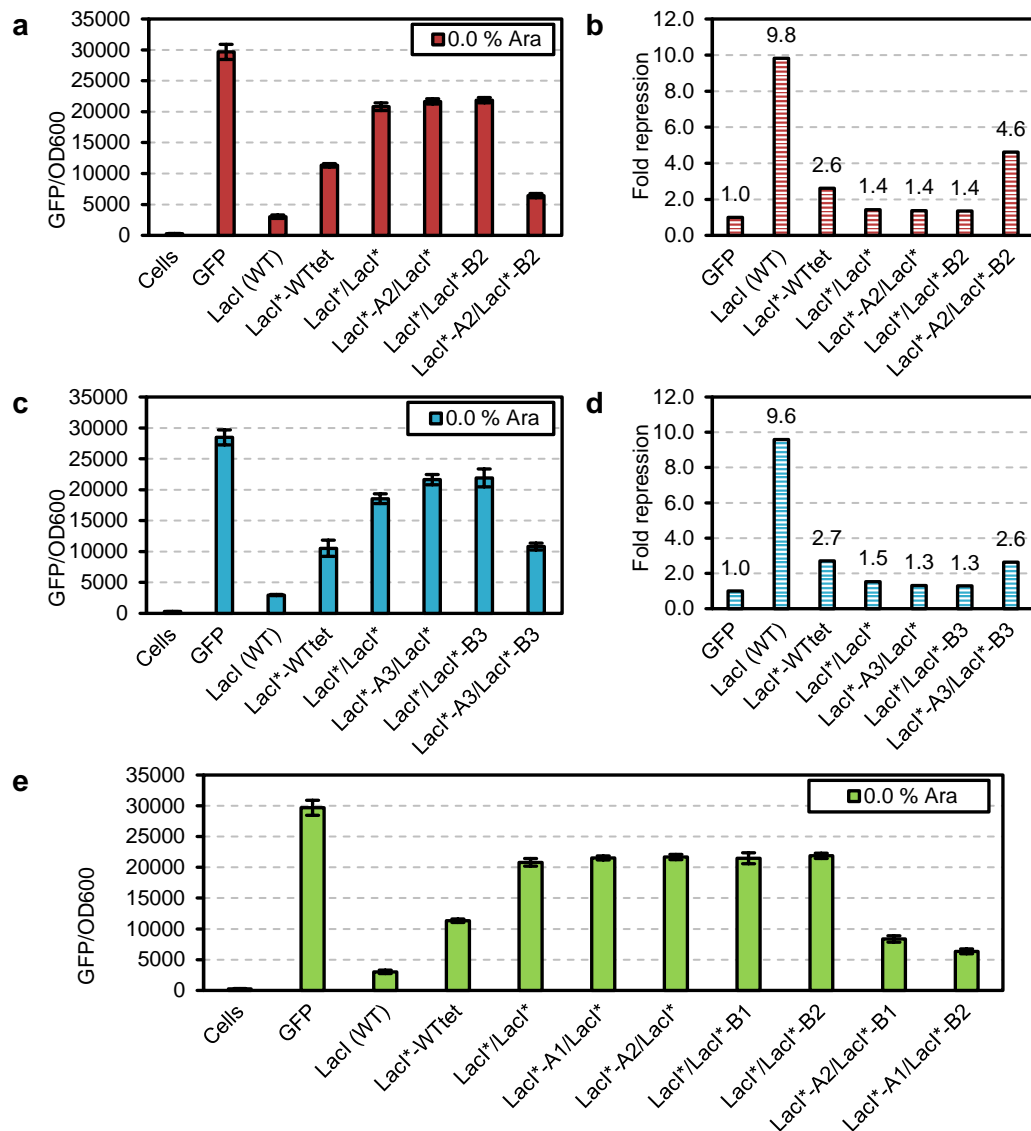 a
35000
30000
25000
20000
15000
10000
5000
0
GFP/OD600
0.0 % Ara
Cells
GFP
LacI (WT)
LacI*-WTtet
LacI*/LacI*
LacI*-A2/LacI*
LacI*/LacI*-B2
LacI*-A2/LacI*-B2
b
12.0
10.0
8.0
6.0
4.0
2.0
0.0
Fold repression
1.0
9.8
2.6
1.4
1.4
1.4
4.6
GFP
LacI (WT)
LacI*-WTtet
LacI*/LacI*
LacI*-A2/LacI*
LacI*/LacI*-B2
LacI*-A2/LacI*-B2
c
35000
30000
25000
20000
15000
10000
5000
0
GFP/OD600
0.0 % Ara
Cells
GFP
LacI (WT)
LacI*-WTtet
LacI*/LacI*
LacI*-A3/LacI*
LacI*/LacI*-B3
LacI*-A3/LacI*-B3
d
12.0
10.0
8.0
6.0
4.0
2.0
0.0
Fold repression
1.0
9.6
2.7
1.5
1.3
1.3
2.6
GFP
LacI (WT)
LacI*-WTtet
LacI*/LacI*
LacI*-A3/LacI*
LacI*/LacI*-B3
LacI*-A3/LacI*-B3
e
35000
30000
25000
20000
15000
10000
5000
0
GFP/OD600
0.0 % Ara
Cells
GFP
LacI (WT)
LacI*-WTtet
LacI*/LacI*
LacI*-A1/LacI*
LacI*-A2/LacI*
LacI*/LacI*-B1
LacI*/LacI*-B2
LacI*-A2/LacI*-B1
LacI*-A1/LacI*-B2